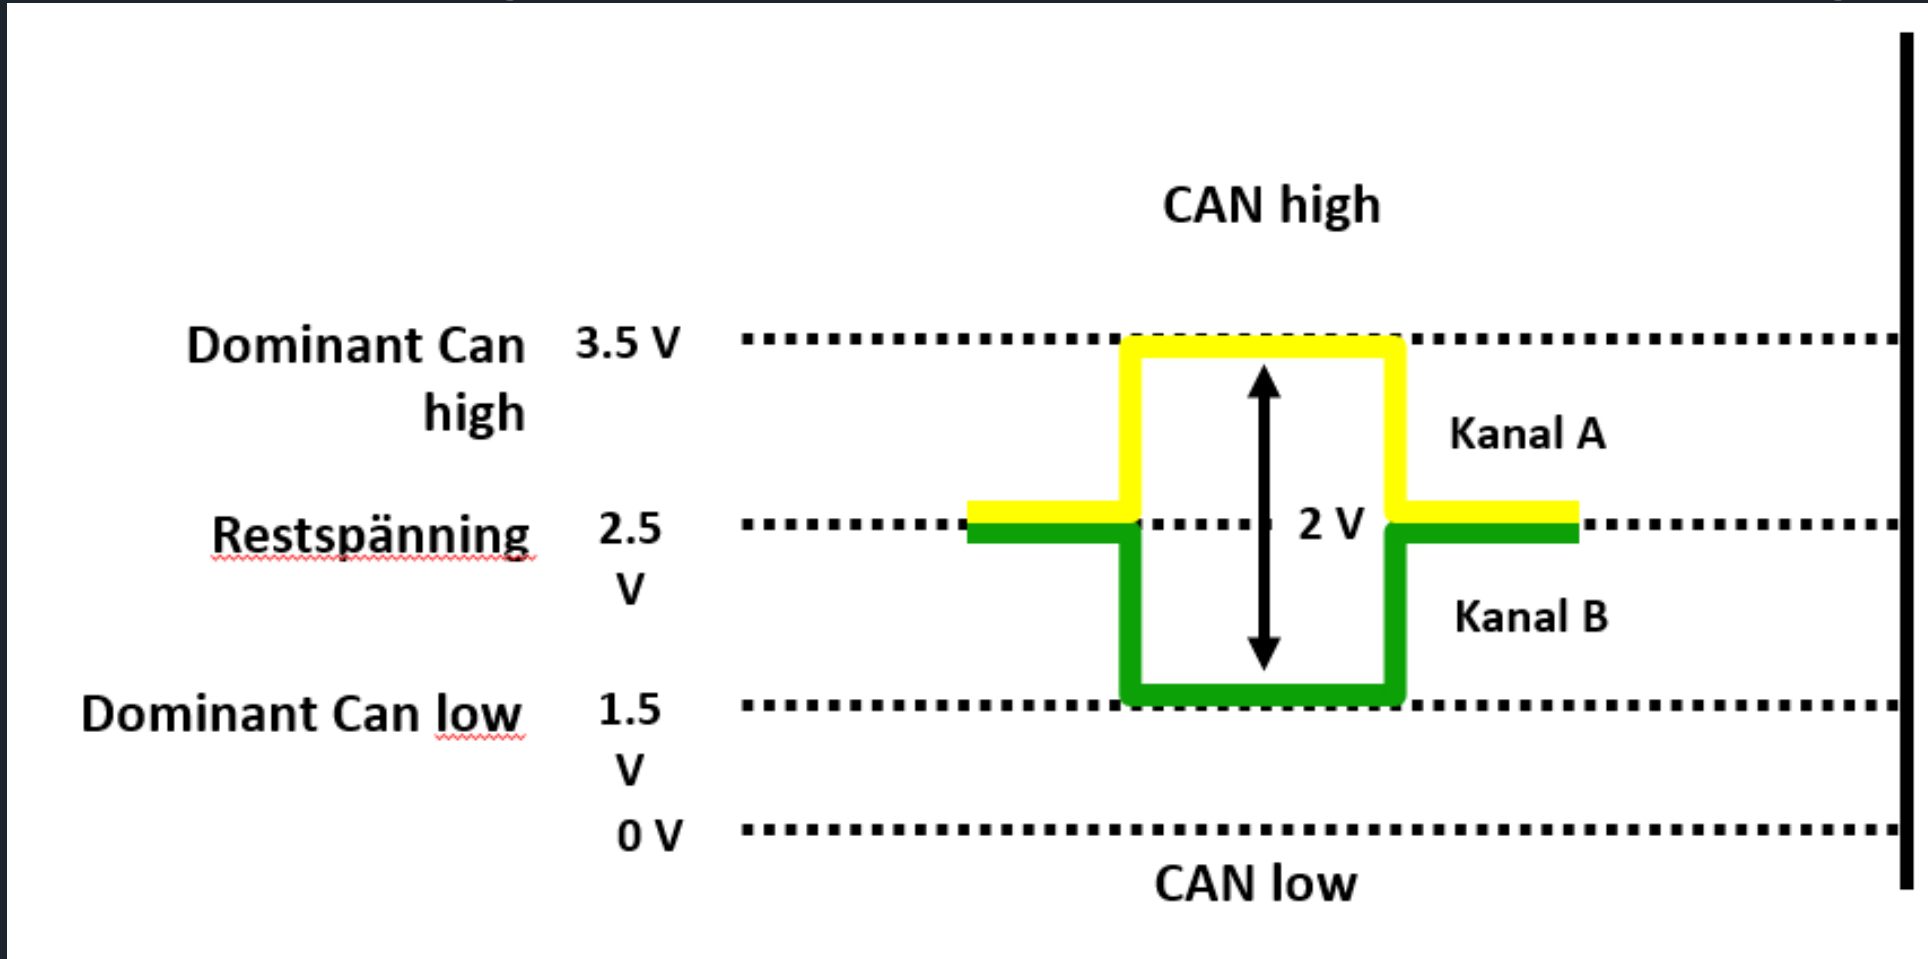 CAN high
Dominant Can
high
3.5 V
Kanal A
Restspänning
2.5
V
2 V
Kanal B
Dominant Can low
1.5
V
0 V
CAN low